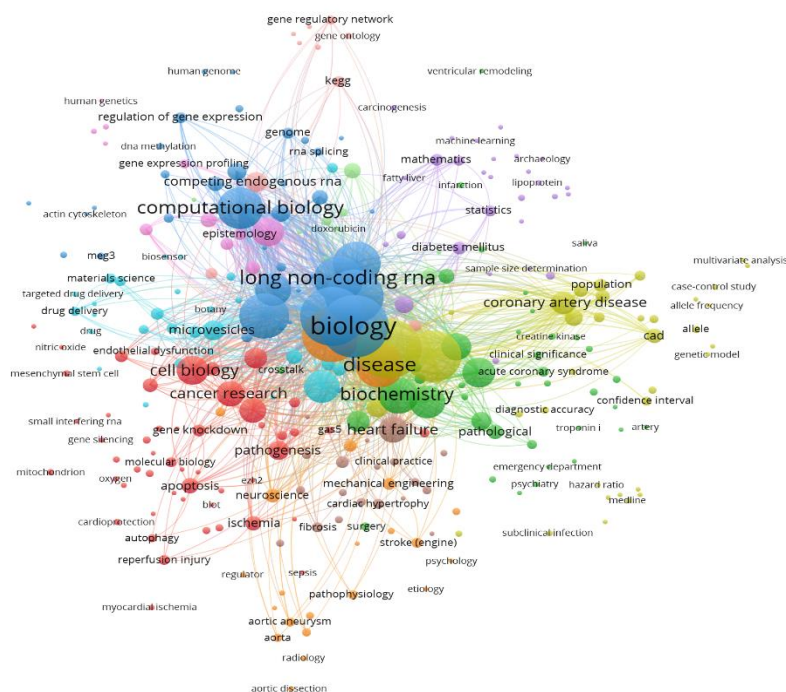 gene regulatory network
gene ontology
human genome
ventricular remodeling
kegg
human genetics
carcinogenesis
regulation of gene expression
genome
dna methylation
rna splicing
machine-learning
gene expression profiling
mathematics
archaeology
competing endogenous rna
fatty liver
infarction
lipoprotein
computational biology
statistics
actin cytoskeleton
doxorubicin
epistemology
meg3
biosensor
diabetes mellitus
saliva
multivariate analysis
materials science
long non-coding rna
sample size determination
population
case-control study
targeted drug delivery
coronary artery disease
allele frequency
drug delivery
botany
drug
microvesicles
biology
allele
creatine kinase
cad
nitric oxide
endothelial dysfunction
clinical significance
genetic model
mesenchymal stem cell
cell biology
crosstalk
disease
acute coronary syndrome
cancer research
biochemistry
confidence interval
diagnostic accuracy
small interfering rna
gene knockdown
gas5
heart failure
pathological
troponin i
artery
gene silencing
pathogenesis
molecular biology
clinical practice
emergency department
mitochondrion
oxygen
apoptosis
ezh2
mechanical engineering
psychiatry
hazard ratio
neuroscience
blot
cardiac hypertrophy
medline
cardioprotection
ischemia
fibrosis
surgery
autophagy
stroke (engine)
subclinical infection
reperfusion injury
psychology
regulator
sepsis
etiology
pathophysiology
myocardial ischemia
aortic aneurysm
aorta
radiology
aortic dissection